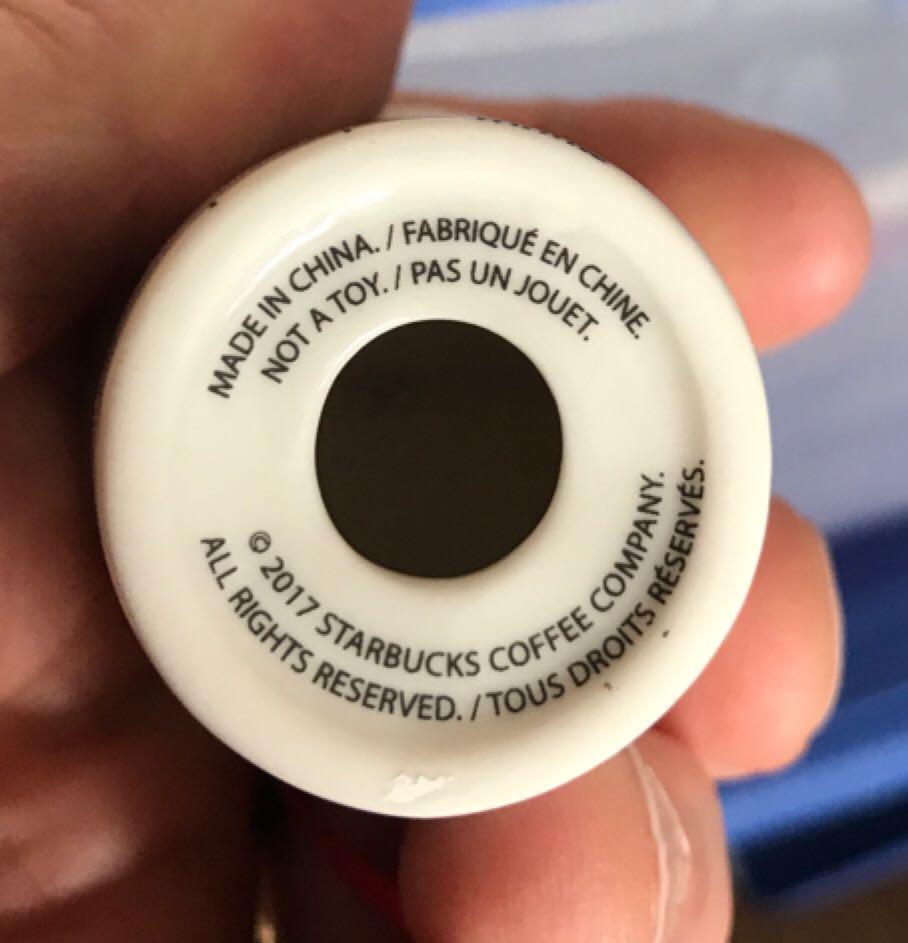 MADE IN CHINA. / FABRIQUÉ EN CHINE.
NOT A TOY. / PAS UN JOUET.
© 2017 STARBUCKS COFFEE COMPANY.
ALL RIGHTS RESERVED. / TOUS DROITS RÉSERVÉS.